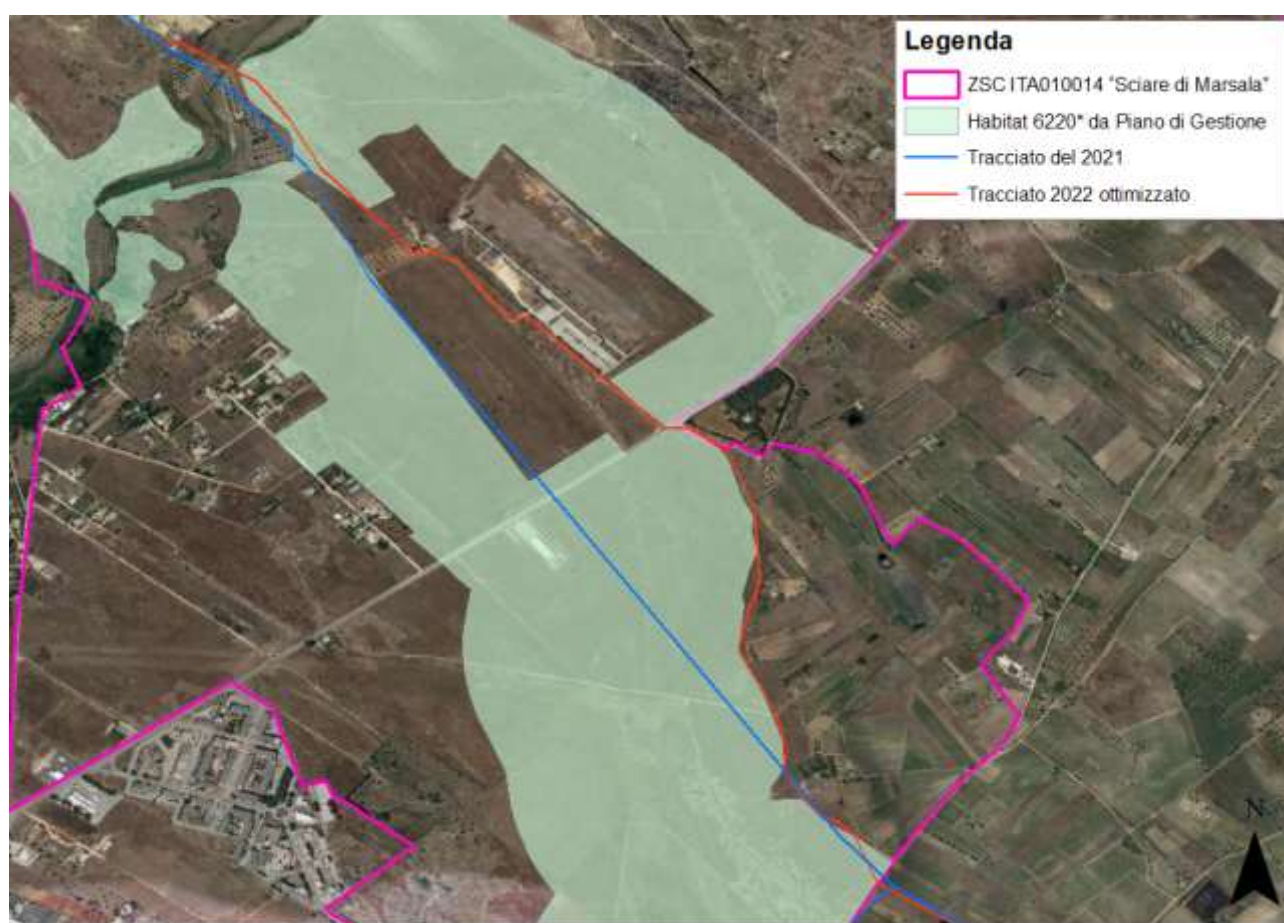 Legenda
ZSC ITA010014 "Sciare di Marsala"
Habitat 6220* da Piano di Gestione
Tracciato del 2021
Tracciato 2022 ottimizzato
N